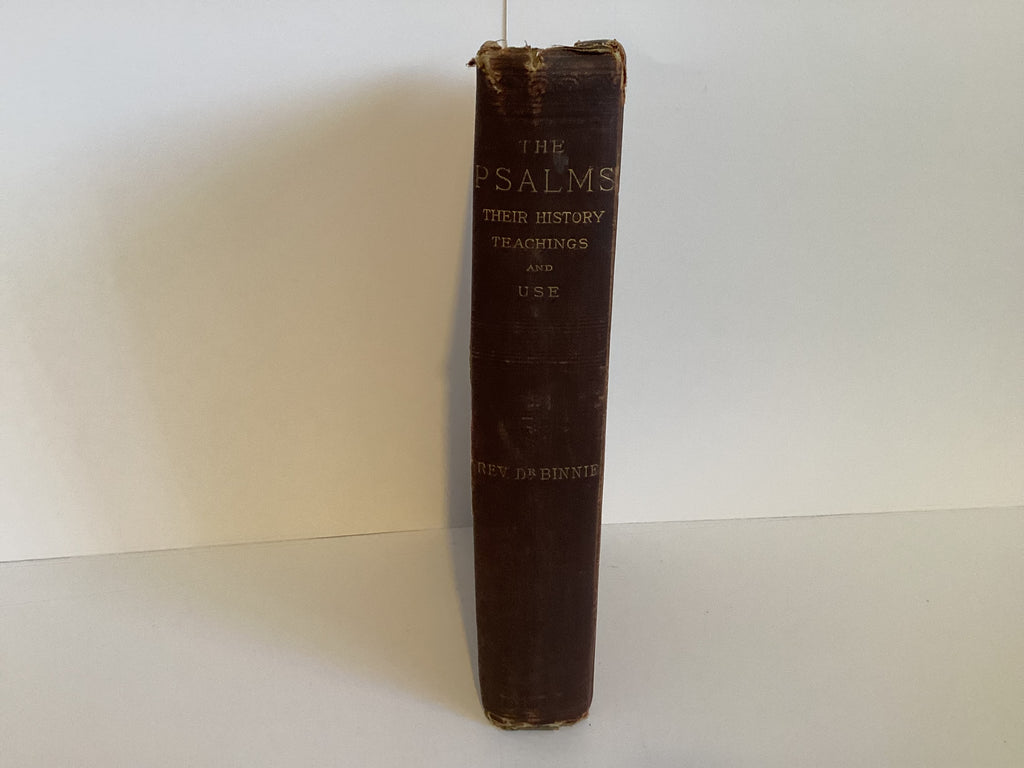 THE
PSALMS
THEIR HISTORY
TEACHINGS
AND
USE
REV. DR BINNIE